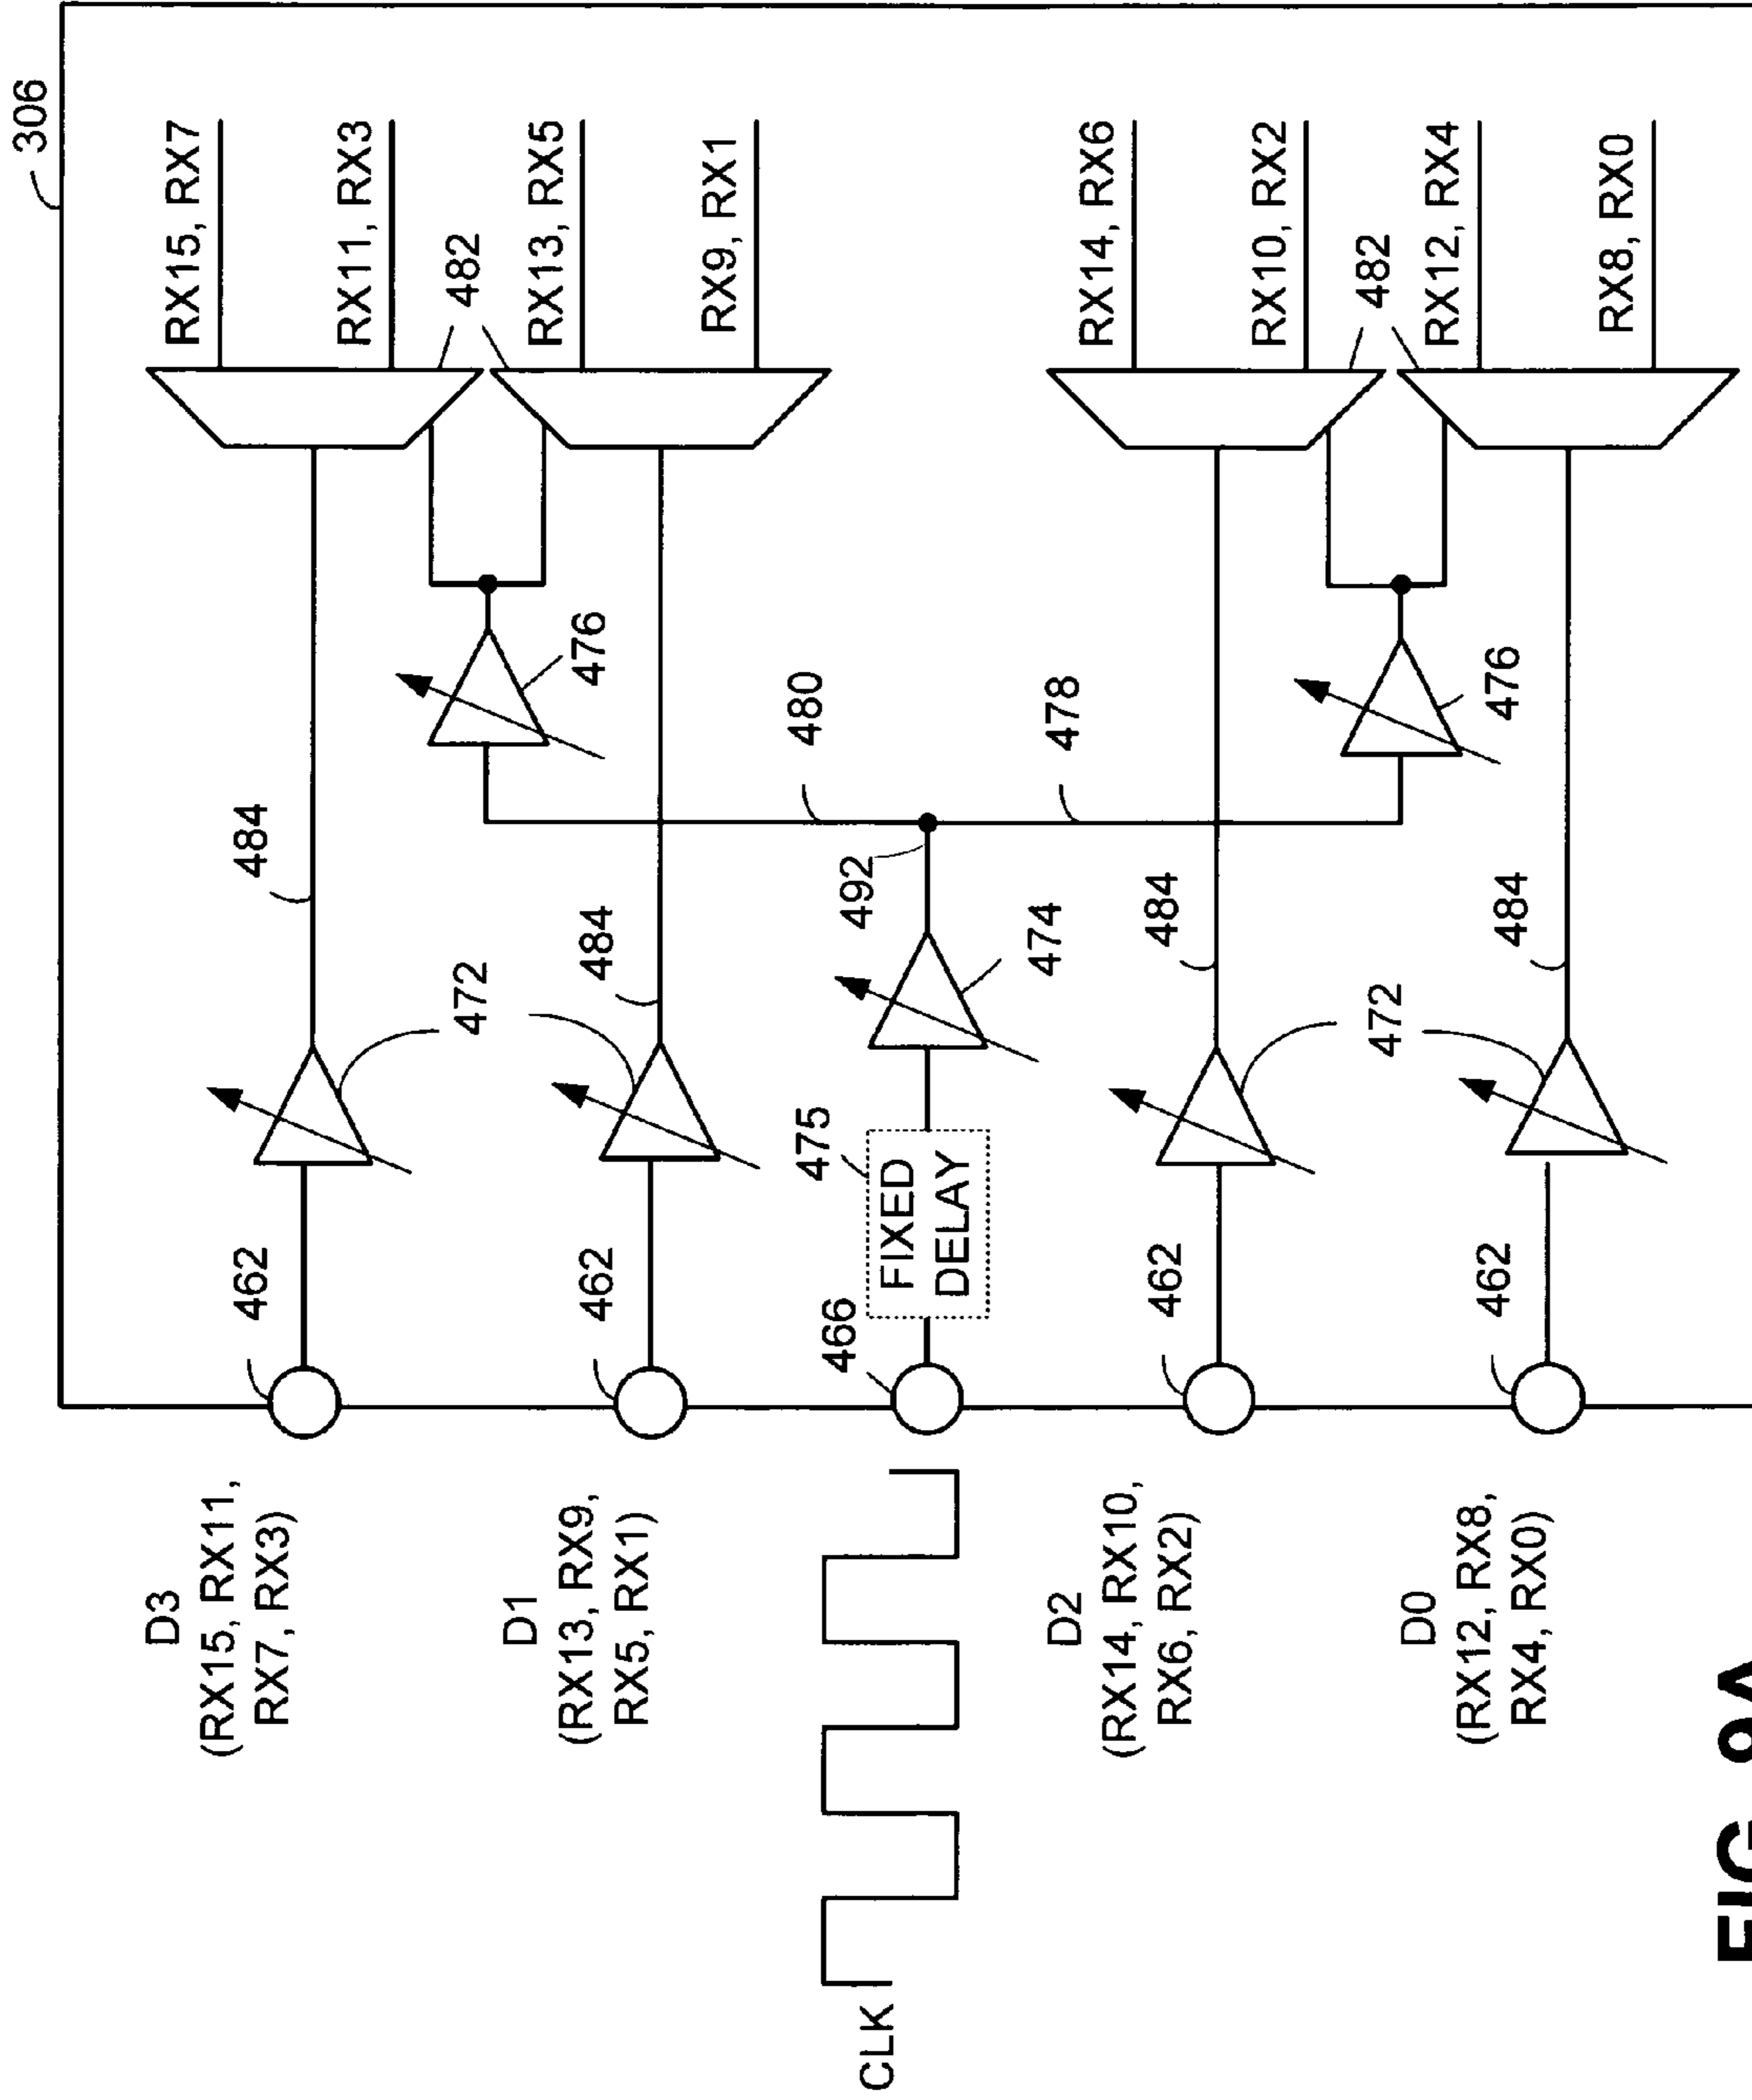 306
D3
(RX15, RX11,
RX7, RX3)
462
472
484
RX15, RX7
RX11, RX3
482
476
D1
(RX13, RX9,
RX5, RX1)
462
484
RX13, RX5
RX9, RX1
CLK
466
475
FIXED
DELAY
474
492
480
478
D2
(RX14, RX10,
RX6, RX2)
462
472
484
RX14, RX6
RX10, RX2
482
476
D0
(RX12, RX8,
RX4, RX0)
462
484
RX12, RX4
RX8, RX0
FIG